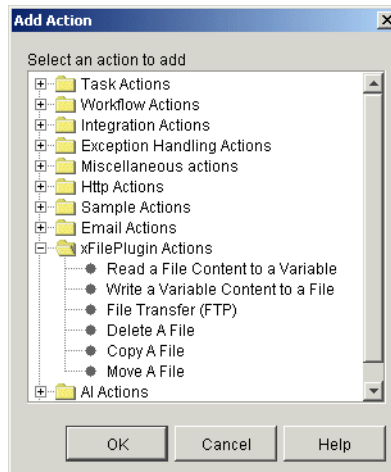 Add Action
Select an action to add
Task Actions
Workflow Actions
Integration Actions
Exception Handling Actions
Miscellaneous actions
Http Actions
Sample Actions
Email Actions
xFilePlugin Actions
Read a File Content to a Variable
Write a Variable Content to a File
File Transfer (FTP)
Delete A File
Copy A File
Move A File
AI Actions
OK Cancel Help